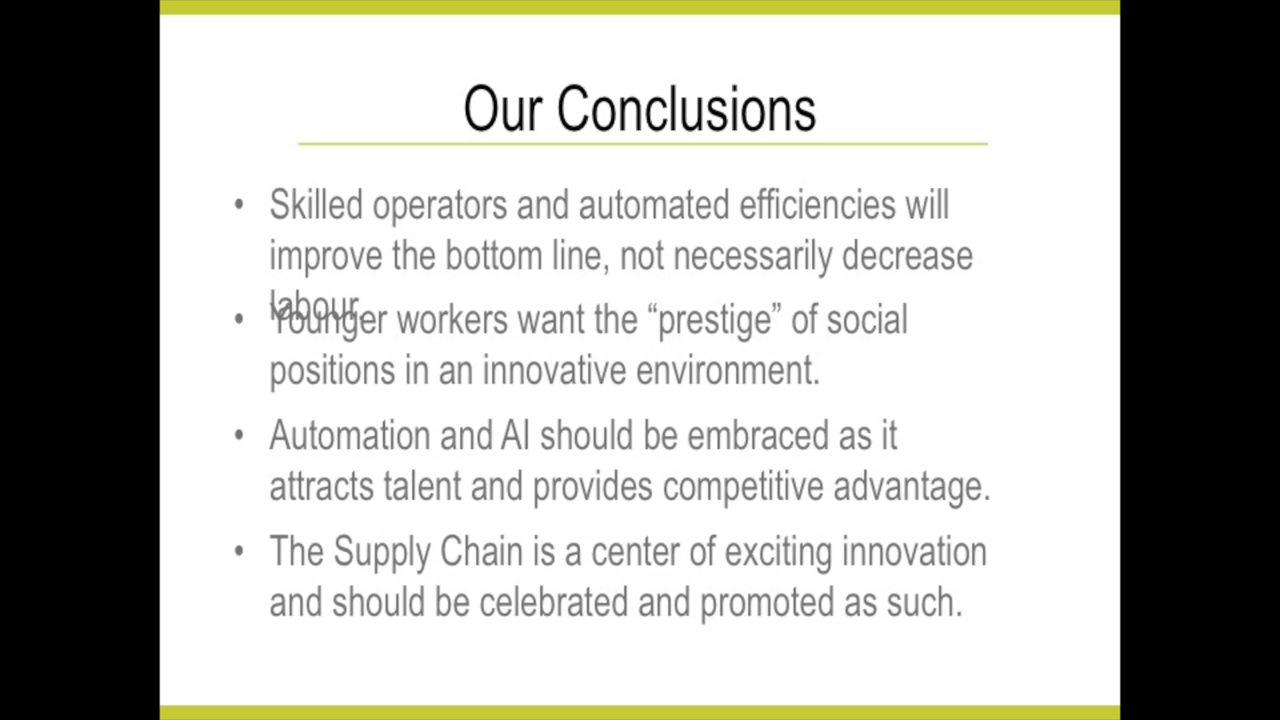 Our Conclusions
• Skilled operators and automated efficiencies will
improve the bottom line, not necessarily decrease
labour.
• Younger workers want the “prestige” of social
positions in an innovative environment.
• Automation and AI should be embraced as it
attracts talent and provides competitive advantage.
• The Supply Chain is a center of exciting innovation
and should be celebrated and promoted as such.